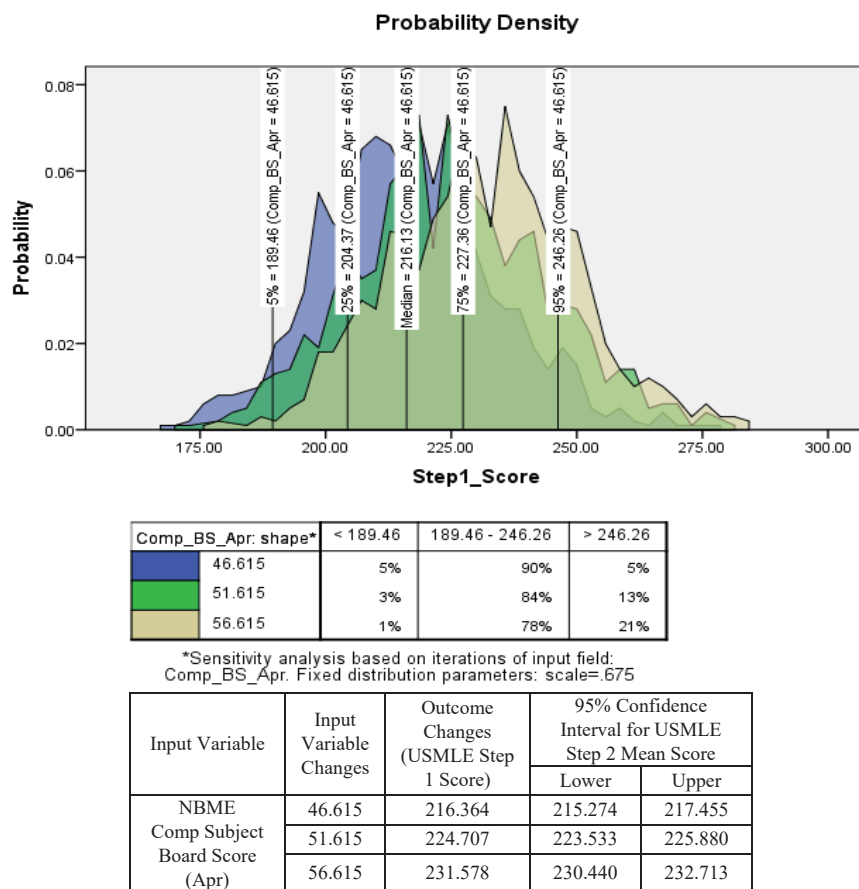 Probability Density
0.08
0.06
0.04
0.02
0.00
Probability
5% = 189.46 (Comp_BS_Apr = 46.615)
25% = 204.37 (Comp_BS_Apr = 46.615)
Median = 216.13 (Comp_BS_Apr = 46.615)
75% = 227.36 (Comp_BS_Apr = 46.615)
95% = 246.26 (Comp_BS_Apr = 46.615)
175.00 200.00 225.00 250.00 275.00 300.00
Step1_Score
Comp_BS_Apr: shape* < 189.46 189.46 - 246.26 > 246.26
46.615 5% 90% 5%
51.615 3% 84% 13%
56.615 1% 78% 21%
*Sensitivity analysis based on iterations of input field:
Comp_BS_Apr. Fixed distribution parameters: scale=.675
Input Variable
Input
Variable
Changes
Outcome
Changes
(USMLE Step
1 Score)
95% Confidence
Interval for USMLE
Step 2 Mean Score
Lower Upper
NBME
Comp Subject
Board Score
(Apr)
46.615 216.364 215.274 217.455
51.615 224.707 223.533 225.880
56.615 231.578 230.440 232.713